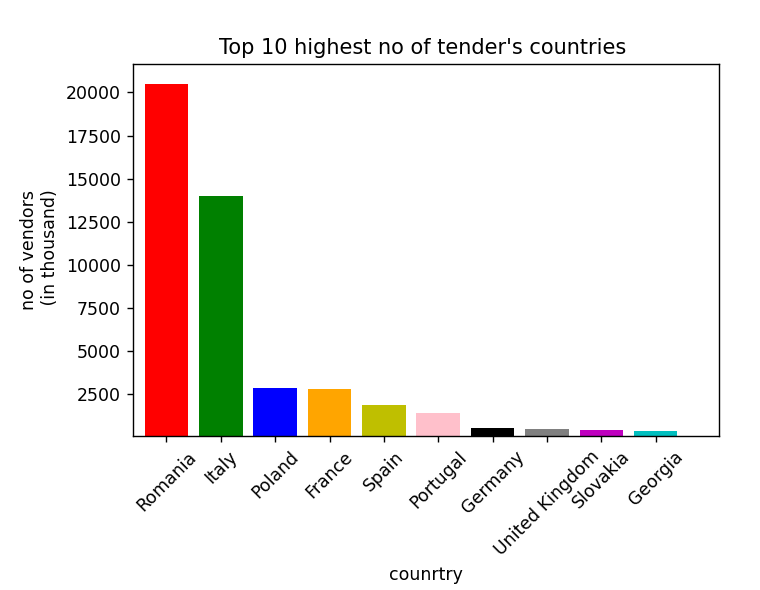 Top 10 highest no of tender's countries
no of vendors
(in thousand)
20000
17500
15000
12500
10000
7500
5000
2500
Romania
Italy
Poland
France
Spain
Portugal
Germany
United Kingdom
Slovakia
Georgia
counrtry